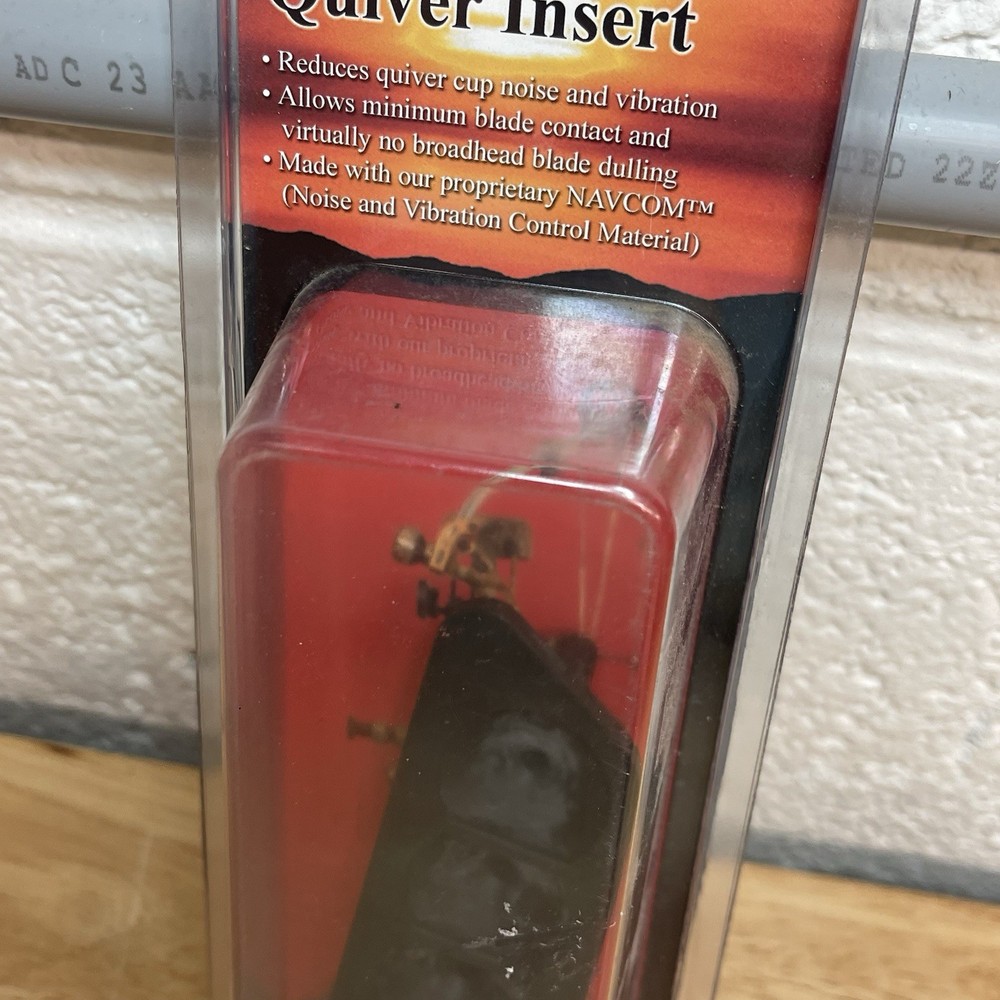 Quiver Insert
• Reduces quiver cup noise and vibration
• Allows minimum blade contact and
virtually no broadhead blade dulling
• Made with our proprietary NAVCOM™
(Noise and Vibration Control Material)
AD C 23